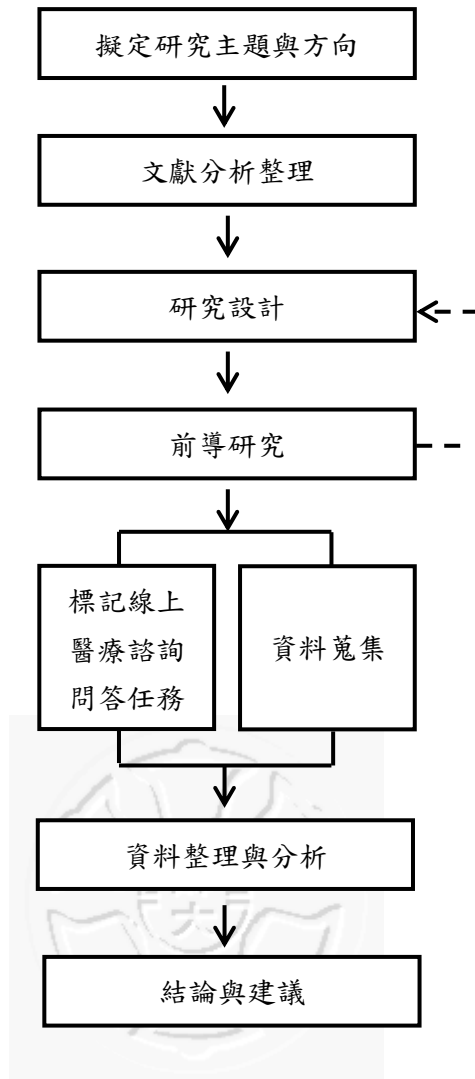 擬定研究主題與方向
文獻分析整理
研究設計
前導研究
標記線上
醫療諮詢
問答任務
資料蒐集
資料整理與分析
結論與建議